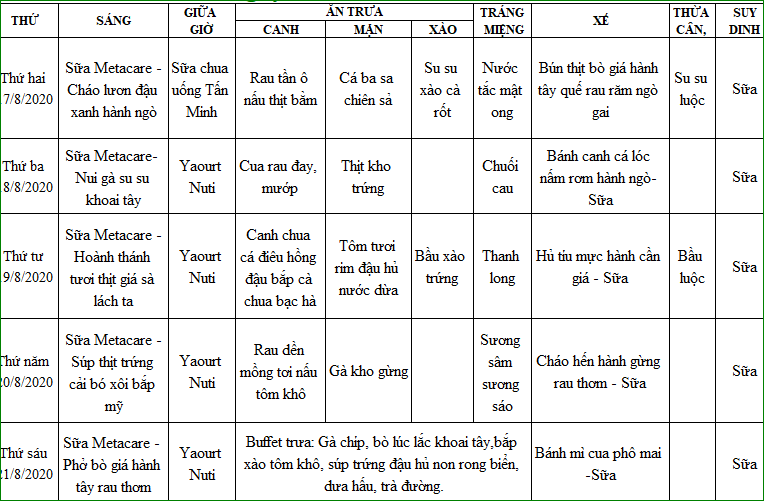 THỨ
SÁNG
GIỮA
GIỜ
ĂN TRƯA
CANH
MẶN
XÀO
TRÁNG
MIỆNG
XẾ
THỪA
CÂN,
SUY
DINH
Thứ hai
17/8/2020
Sữa Metacare -
Cháo lươn đậu
xanh hành ngò
Sữa chua
uống Tấn
Minh
Rau tần ô
nấu thịt bằm
Cá ba sa
chiên sả
Su su
xào cà
rốt
Nước
tắc mật
ong
Bún thịt bò giá hành
tây quế rau răm ngò
gai
Su su
luộc
Sữa
Thứ ba
18/8/2020
Sữa Metacare-
Nui gà su su
khoai tây
Yaourt
Nuti
Cua rau đay,
mướp
Thịt kho
trứng
Chuối
cau
Bánh canh cá lóc
nấm rơm hành ngò-
Sữa
Sữa
Thứ tư
19/8/2020
Sữa Metacare -
Hoành thánh
tươi thịt giá sà
lách ta
Yaourt
Nuti
Canh chua
cá điêu hồng
đậu bắp cà
chua bạc hà
Tôm tươi
rim đậu hủ
nước dừa
Bầu xào
trứng
Thanh
long
Hủ tíu mực hành cần
giá - Sữa
Bầu
luộc
Sữa
Thứ năm
20/8/2020
Sữa Metacare -
Súp thịt trứng
cải bó xôi bắp
mỹ
Yaourt
Nuti
Rau dền
mồng tơi nấu
tôm khô
Gà kho gừng
Sương
sâm
sương
sáo
Cháo hến hành gừng
rau thơm - Sữa
Sữa
Thứ sáu
21/8/2020
Sữa Metacare -
Phở bò giá hành
tây rau thơm
Yaourt
Nuti
Buffet trưa: Gà chip, bò lúc lắc khoai tây,bắp
xào tôm khô, súp trứng đậu hủ non rong biển,
dưa hấu, trà đường.
Bánh mì cua phô mai
-Sữa
Sữa